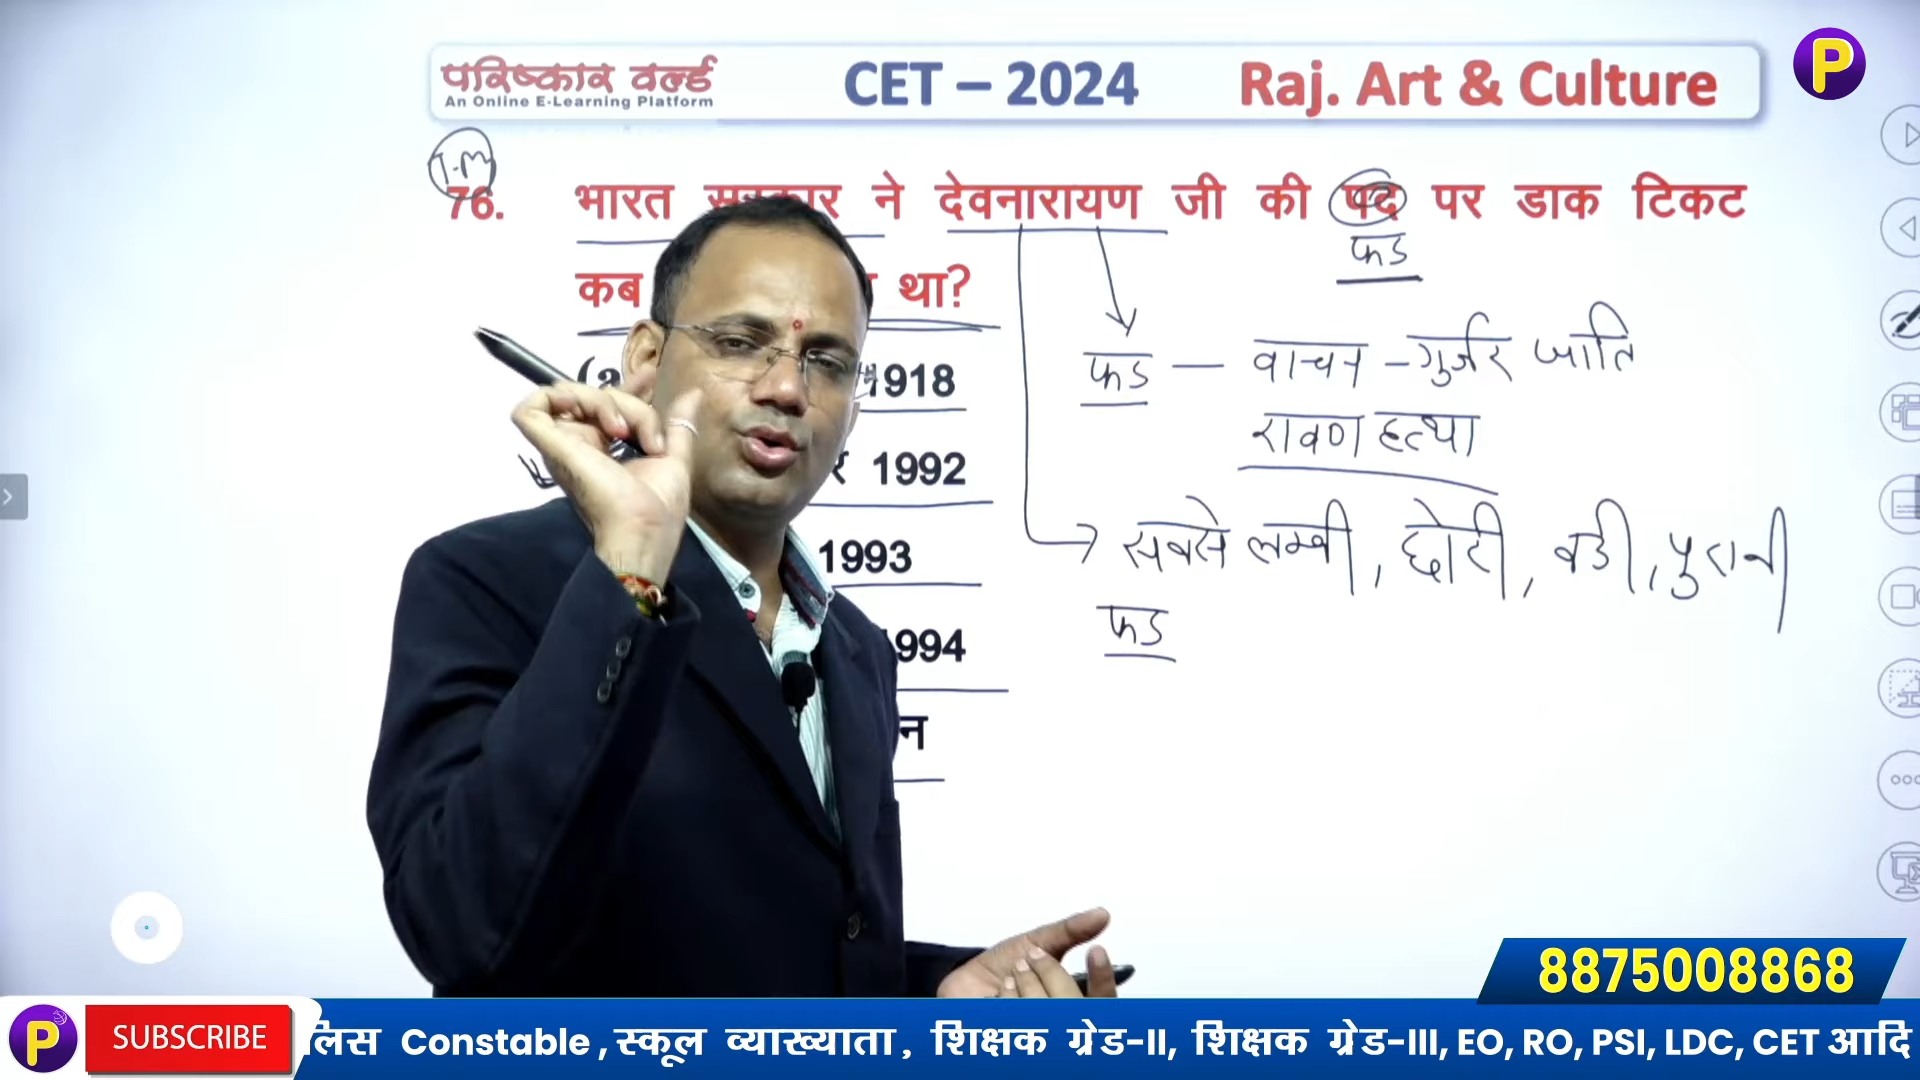 परिष्कार वर्ल्ड
An Online E-Learning Platform
CET – 2024
Raj. Art & Culture
P
I.M
76. भारत सरकार ने देवनारायण जी की पद पर डाक टिकट
फड
कब था?
(a 1918
1992
1993
1994
न
फड – वाचन – गुर्जर जाति
रावण हत्था
सबसे लम्बी, छोटी, बडी, पुरानी
फड
8875008868
P
SUBSCRIBE
लिस Constable, स्कूल व्याख्याता, शिक्षक ग्रेड-II, शिक्षक ग्रेड-III, EO, RO, PSI, LDC, CET आदि